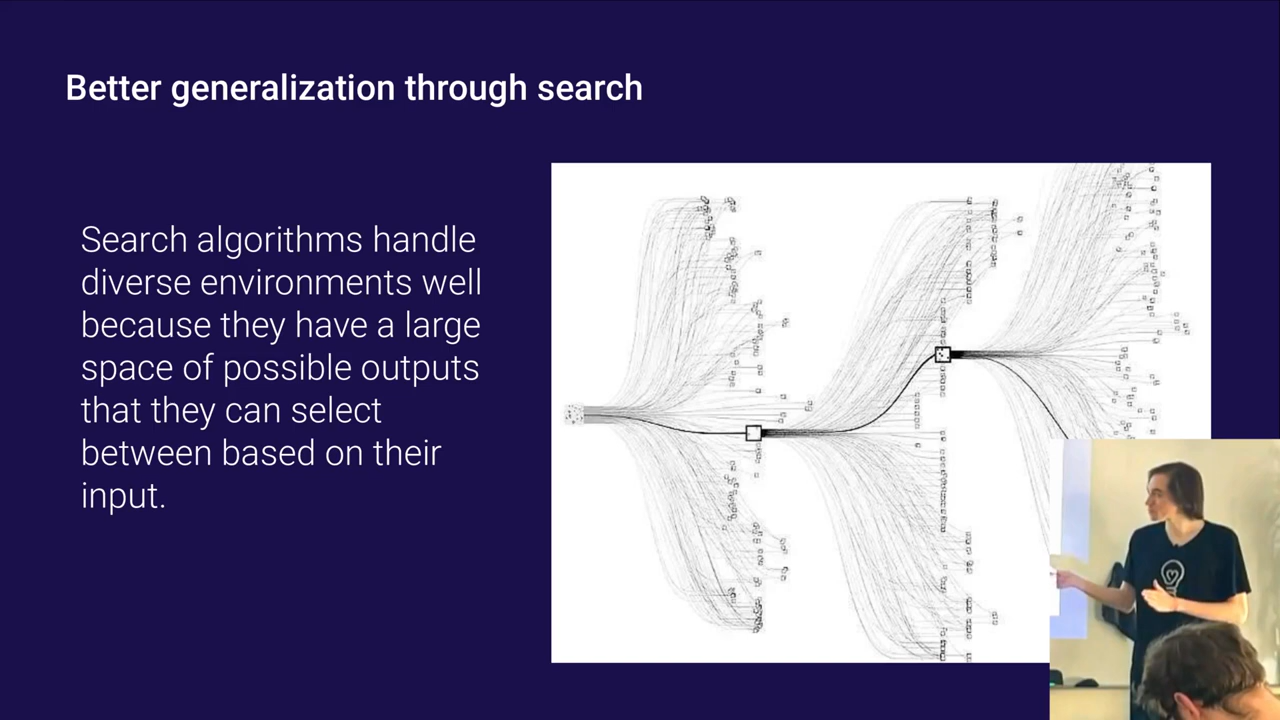 Better generalization through search
Search algorithms handle
diverse environments well
because they have a large
space of possible outputs
that they can select
between based on their
input.